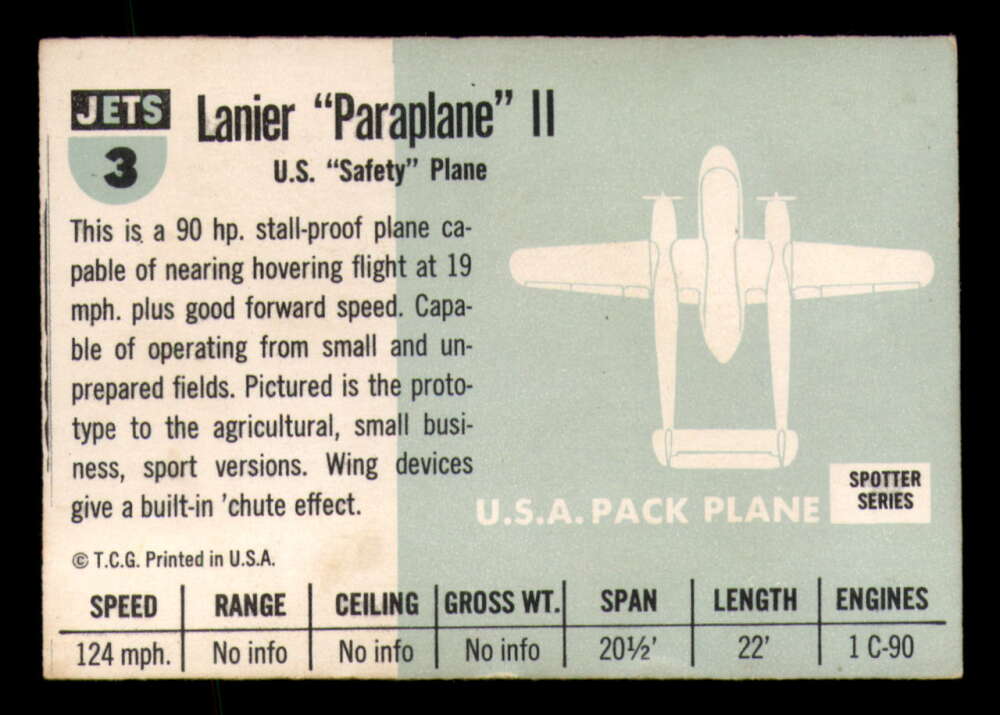 JETS
3
Lanier “Paraplane” II
U.S. “Safety” Plane
This is a 90 hp. stall-proof plane ca-
pable of nearing hovering flight at 19
mph. plus good forward speed. Capa-
ble of operating from small and un-
prepared fields. Pictured is the proto-
type to the agricultural, small busi-
ness, sport versions. Wing devices
give a built-in ’chute effect.
© T.C.G. Printed in U.S.A.
U.S.A. PACK PLANE
SPOTTER
SERIES
SPEED RANGE CEILING GROSS WT. SPAN LENGTH ENGINES
124 mph. No info No info No info 20½’ 22’ 1 C-90